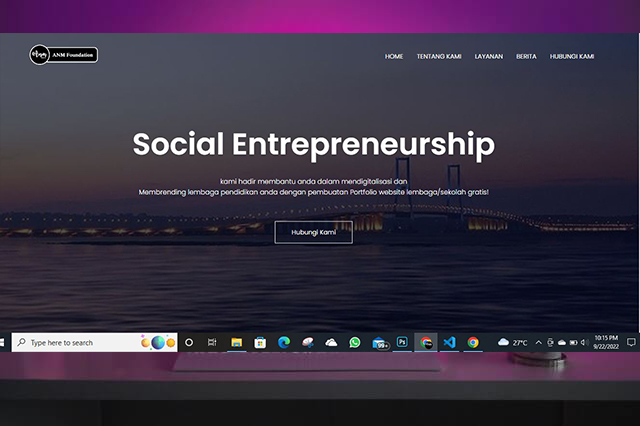 ANM Foundation
HOME TENTANG KAMI LAYANAN BERITA HUBUNGI KAMI
Social Entrepreneurship
kami hadir membantu anda dalam mendigitalisasi dan
Membrending lembaga pendidikan anda dengan pembuatan Portfolio website lembaga/sekolah gratis!
Hubungi Kami
Type here to search
99+
Ps
27°C
10:15 PM
9/22/2022